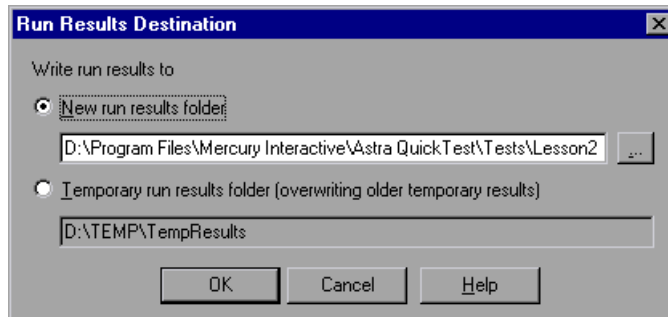 Run Results Destination
Write run results to
New run results folder
D:\Program Files\Mercury Interactive\Astra QuickTest\Tests\Lesson2
...
Temporary run results folder (overwriting older temporary results)
D:\TEMP\TempResults
OK Cancel Help